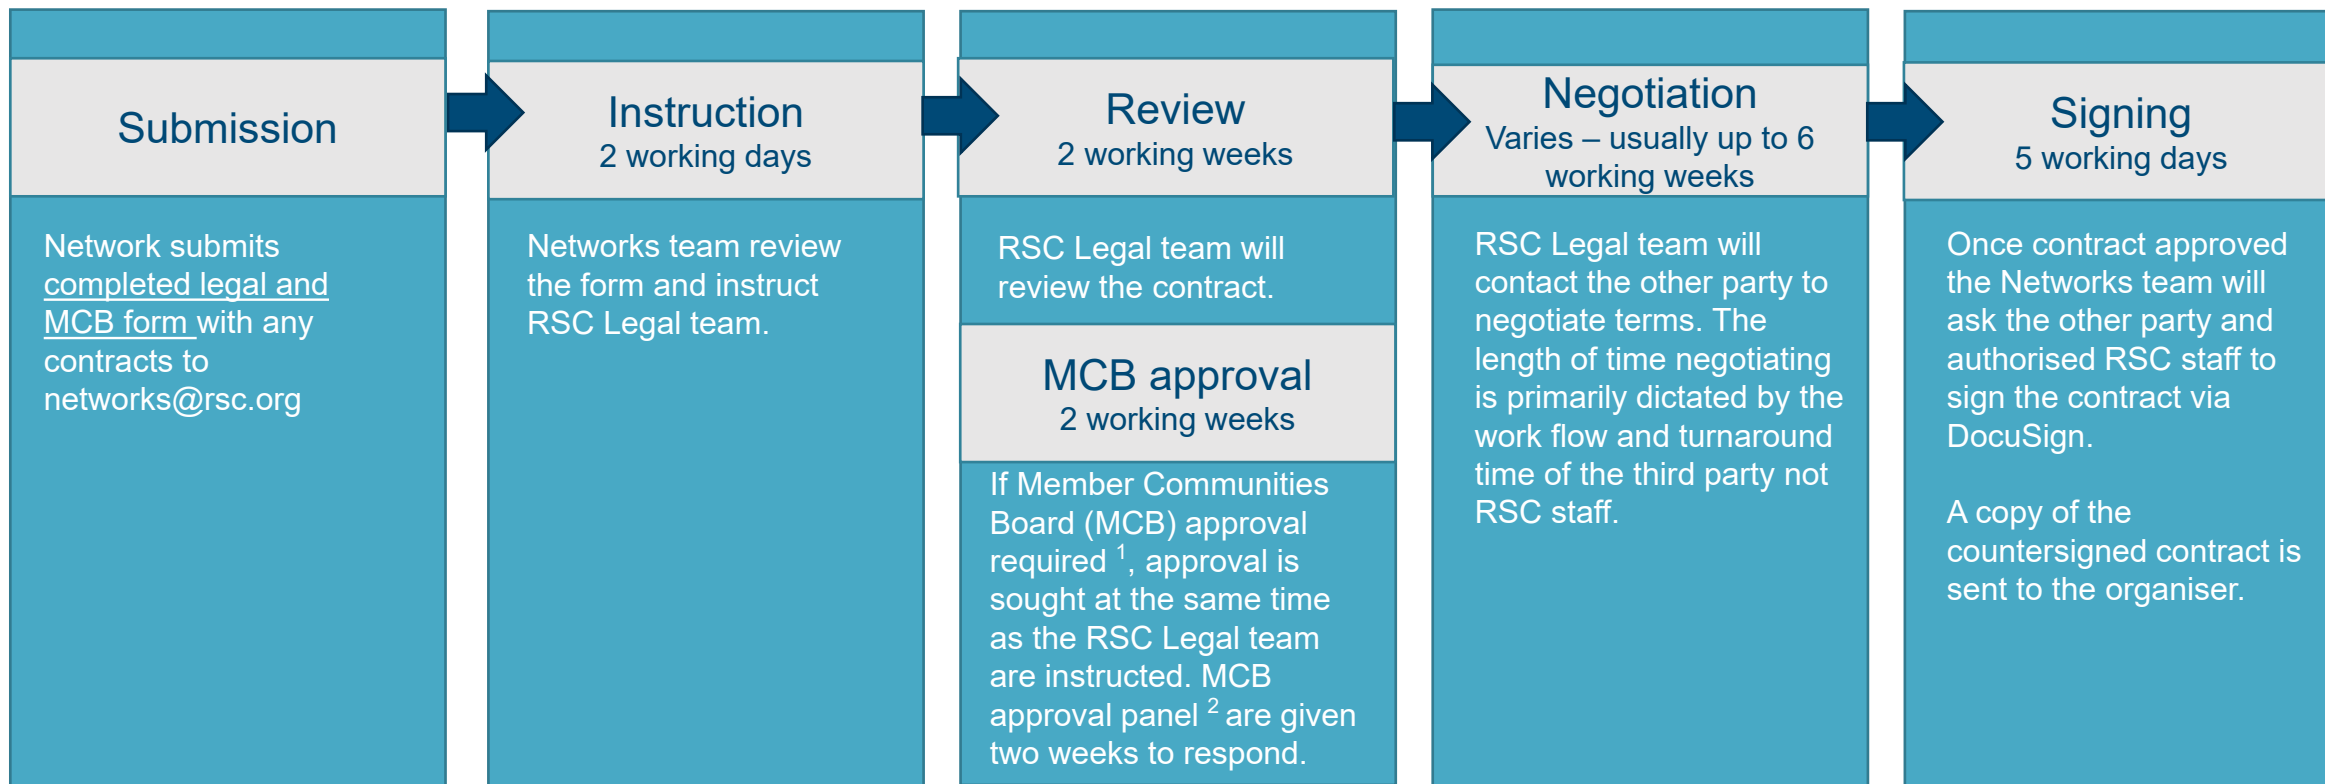 Submission
Network submits
completed legal and
MCB form with any
contracts to
networks@rsc.org
Instruction
2 working days
Networks team review
the form and instruct
RSC Legal team.
Review
2 working weeks
RSC Legal team will
review the contract.
MCB approval
2 working weeks
If Member Communities
Board (MCB) approval
required 1, approval is
sought at the same time
as the RSC Legal team
are instructed. MCB
approval panel 2 are given
two weeks to respond.
Negotiation
Varies – usually up to 6
working weeks
RSC Legal team will
contact the other party to
negotiate terms. The
length of time negotiating
is primarily dictated by the
work flow and turnaround
time of the third party not
RSC staff.
Signing
5 working days
Once contract approved
the Networks team will
ask the other party and
authorised RSC staff to
sign the contract via
DocuSign.
A copy of the
countersigned contract is
sent to the organiser.